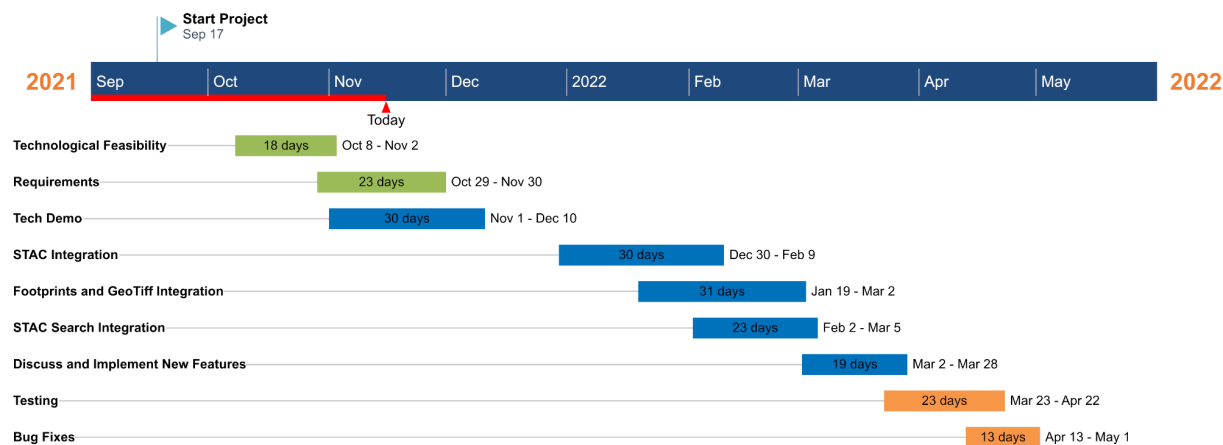 Start Project
Sep 17
2021 Sep Oct Nov Dec 2022 Feb Mar Apr May 2022
Today
Technological Feasibility 18 days Oct 8 - Nov 2
Requirements 23 days Oct 29 - Nov 30
Tech Demo 30 days Nov 1 - Dec 10
STAC Integration 30 days Dec 30 - Feb 9
Footprints and GeoTiff Integration 31 days Jan 19 - Mar 2
STAC Search Integration 23 days Feb 2 - Mar 5
Discuss and Implement New Features 19 days Mar 2 - Mar 28
Testing 23 days Mar 23 - Apr 22
Bug Fixes 13 days Apr 13 - May 1